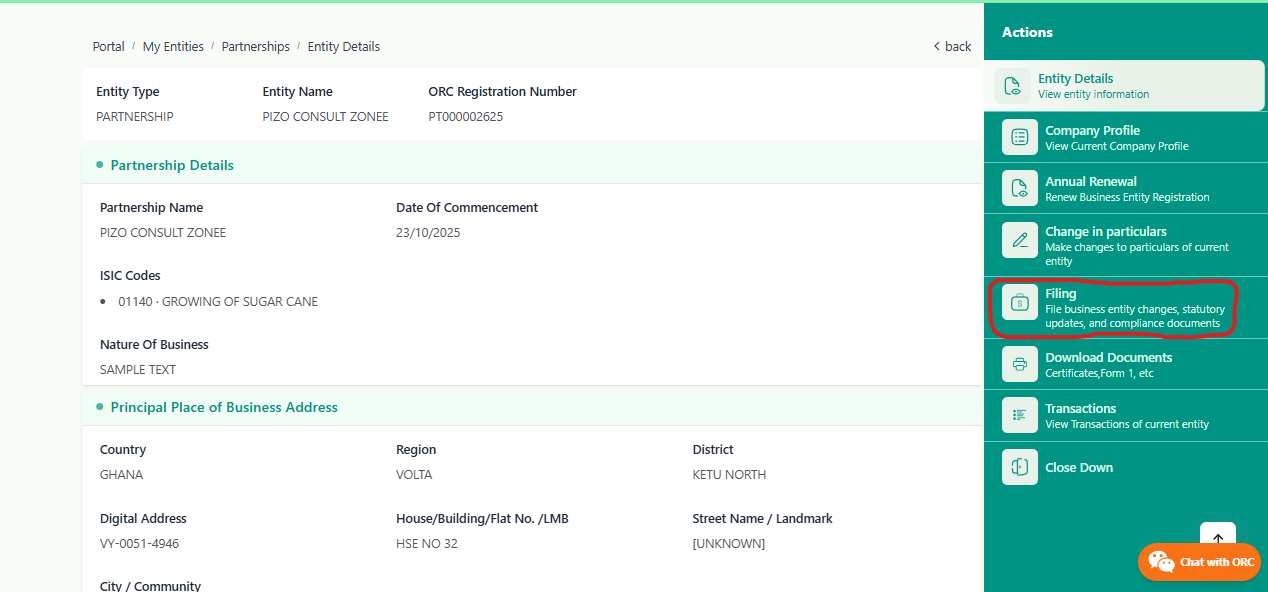 Portal / My Entities / Partnerships / Entity Details
back
Entity Type
Entity Name
ORC Registration Number
PARTNERSHIP
PIZO CONSULT ZONEE
PT000002625
Partnership Details
Partnership Name
Date Of Commencement
PIZO CONSULT ZONEE
23/10/2025
ISIC Codes
• 01140 · GROWING OF SUGAR CANE
Nature Of Business
SAMPLE TEXT
Principal Place of Business Address
Country
Region
District
GHANA
VOLTA
KETU NORTH
Digital Address
House/Building/Flat No. /LMB
Street Name / Landmark
VY-0051-4946
HSE NO 32
[UNKNOWN]
City / Community
Actions
Entity Details
View entity information
Company Profile
View Current Company Profile
Annual Renewal
Renew Business Entity Registration
Change in particulars
Make changes to particulars of current
entity
Filing
File business entity changes, statutory
updates, and compliance documents
Download Documents
Certificates,Form 1, etc
Transactions
View Transactions of current entity
Close Down
Chat with ORC